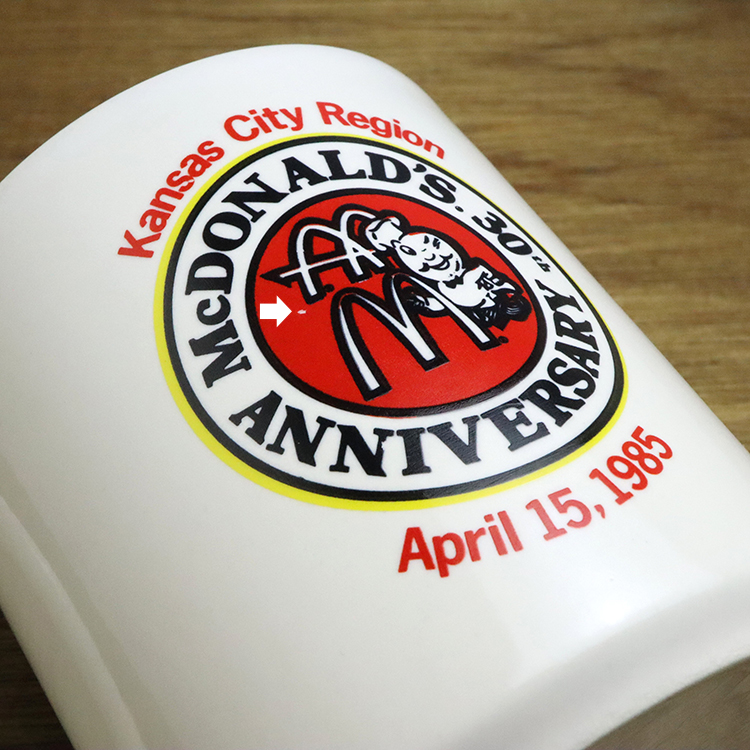 Kansas City Region
McDONALD'S. 30th
ANNIVERSARY
April 15, 1985